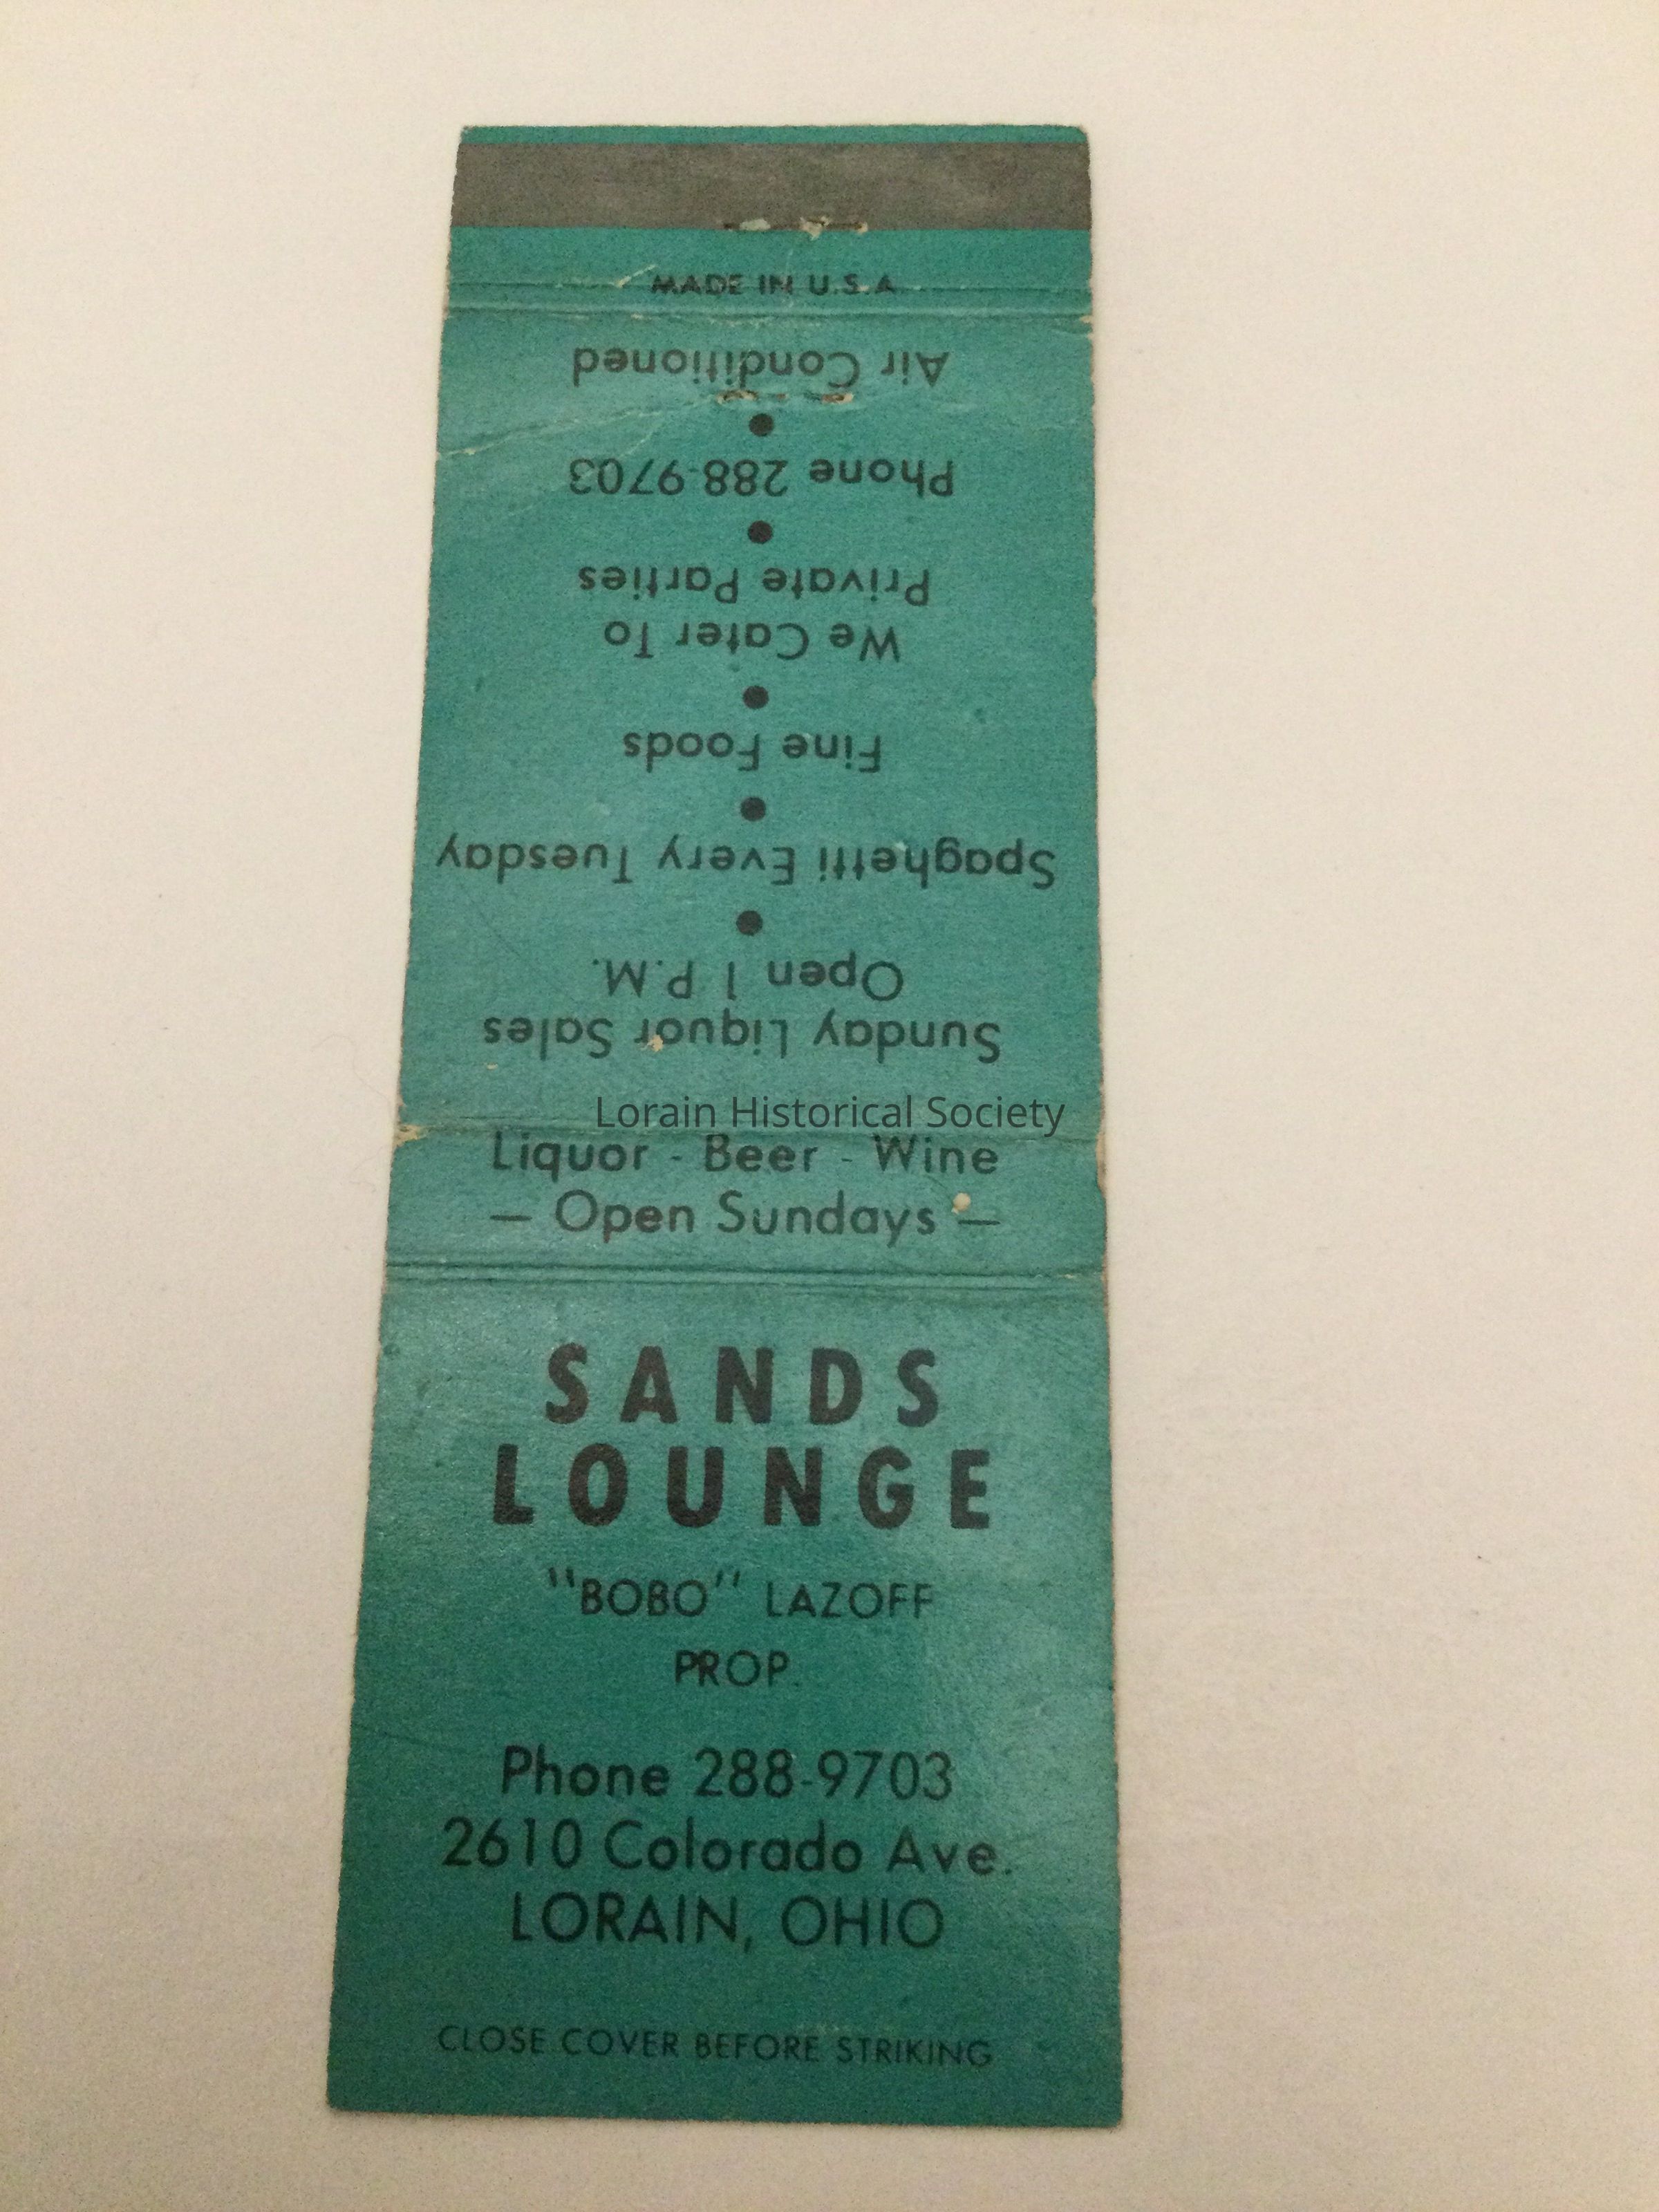 MADE IN U.S.A.
Sunday Liquor Sales
Open 1 P.M.
•
Spaghetti Every Tuesday
•
Fine Foods
•
We Cater To
Private Parties
•
Phone 288-9703
•
Air Conditioned
Lorain Historical Society
Liquor - Beer - Wine
— Open Sundays —
SANDS
LOUNGE
"BOBO" LAZOFF
PROP.
Phone 288-9703
2610 Colorado Ave.
LORAIN, OHIO
CLOSE COVER BEFORE STRIKING